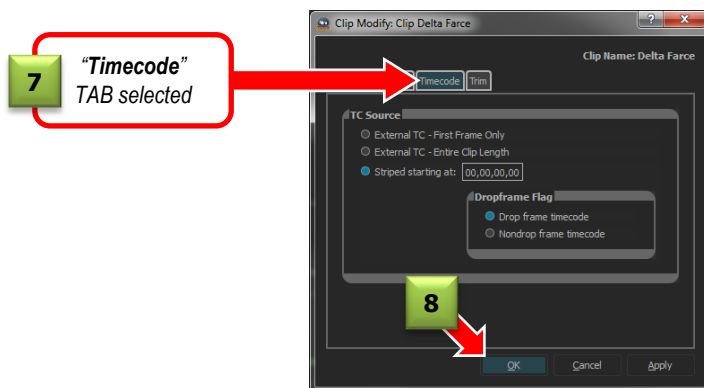 Clip Modify: Clip Delta Farce
Clip Name: Delta Farce
7
“Timecode”
TAB selected
Timecode Trim
TC Source
External TC - First Frame Only
External TC - Entire Clip Length
Striped starting at: 00,00,00,00
Dropframe Flag
Drop frame timecode
Nondrop frame timecode
8
OK Cancel Apply